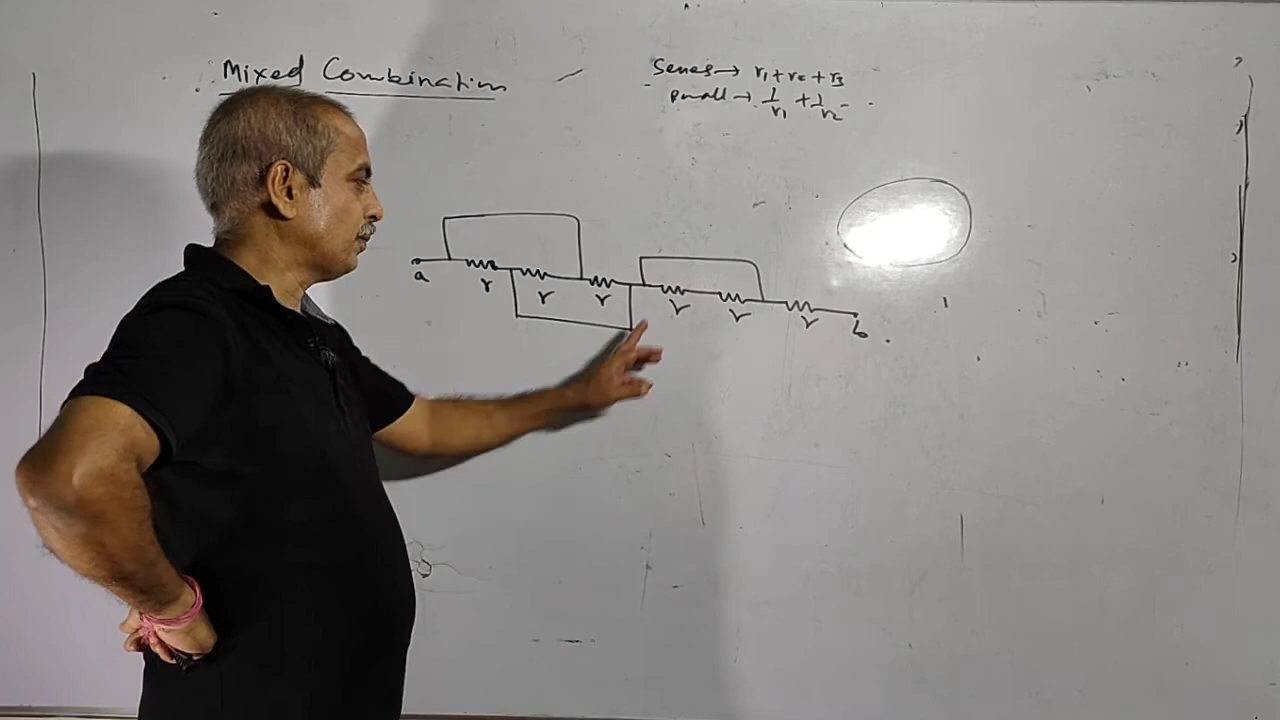 Mixed Combination
Series → r1 + r2 + r3
Parall → 1/r1 + 1/r2
a
r r r r r r
b